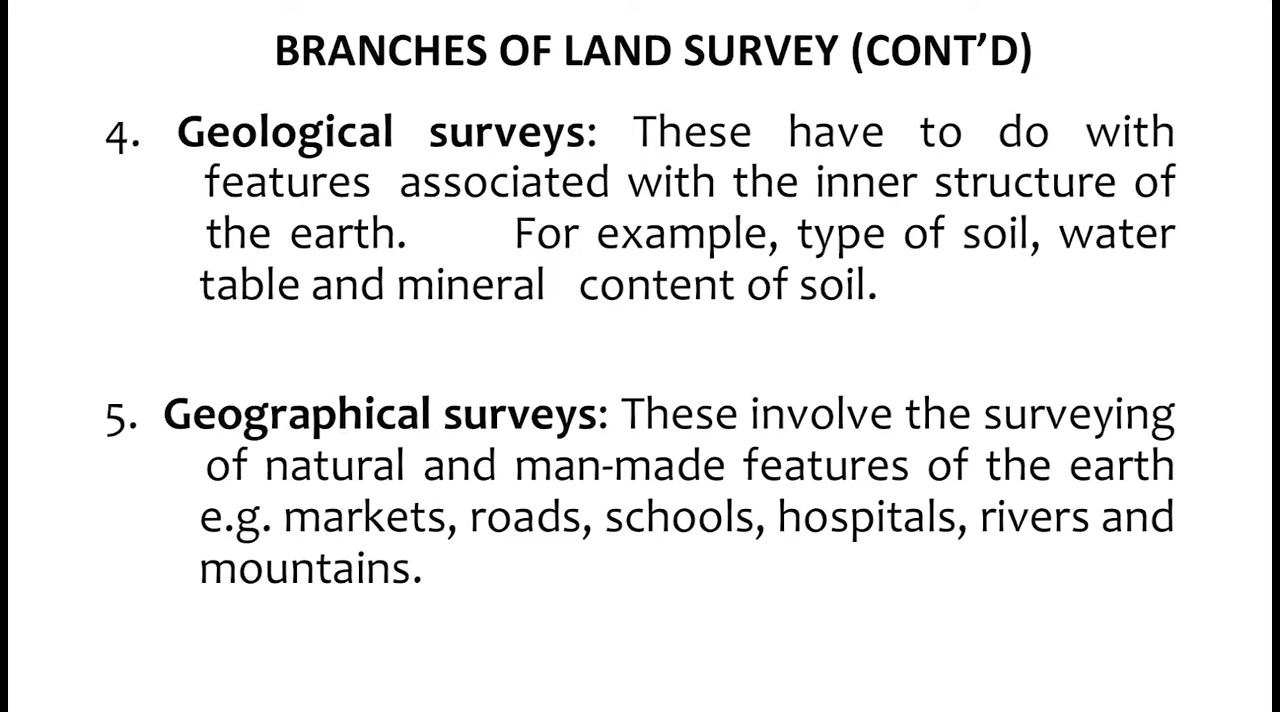 BRANCHES OF LAND SURVEY (CONT’D)
4. Geological surveys: These have to do with
features associated with the inner structure of
the earth. For example, type of soil, water
table and mineral content of soil.
5. Geographical surveys: These involve the surveying
of natural and man-made features of the earth
e.g. markets, roads, schools, hospitals, rivers and
mountains.